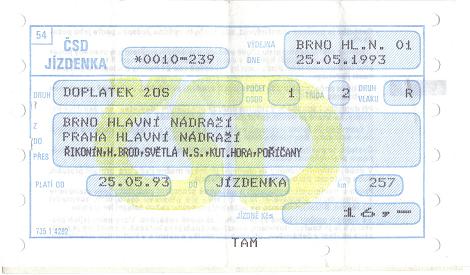 54 ČSD JÍZDENKA *0010-239 VÝDEJNA DNE BRNO HL.N. 01 25.05.1993
DRUH DOPLATEK 20S POČET OSOB 1 TŘÍDA 2 DRUH VLAKU R
Z BRNO HLAVNÍ NÁDRAŽÍ
DO PRAHA HLAVNÍ NÁDRAŽÍ
PŘES ŘIKONÍN,H.BROD,SVĚTLÁ N.S.,KUT.HORA,POŘÍČANY
PLATÍ OD 25.05.93 DO JÍZDENKA km 257
JÍZDNÉ Kčs 16,-
735 1 4282
TAM